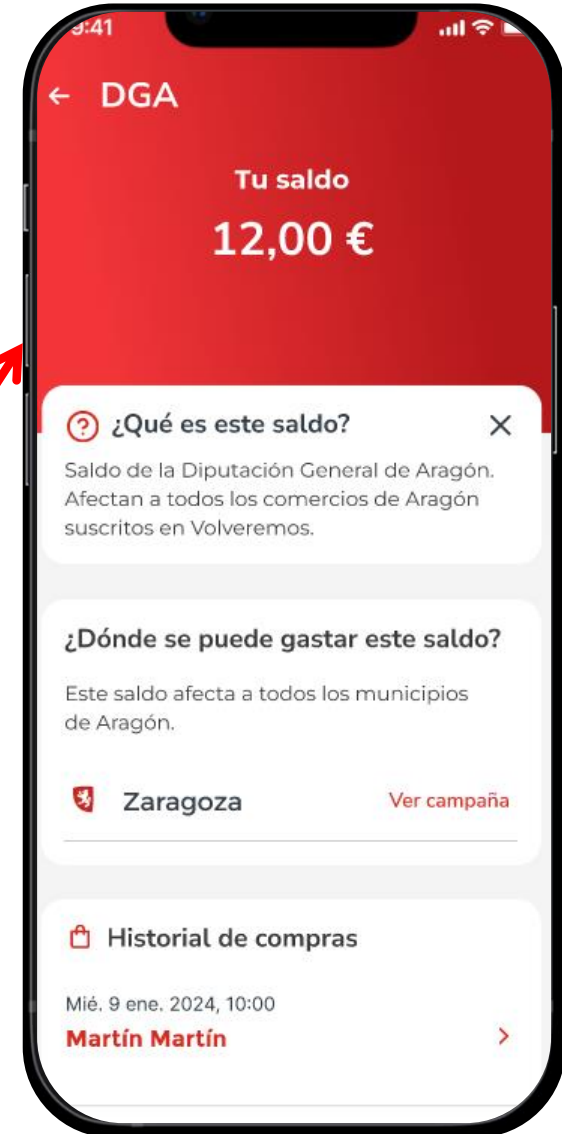 9:41
DGA
Tu saldo
12,00 €
¿Qué es este saldo?
Saldo de la Diputación General de Aragón.
Afectan a todos los comercios de Aragón
suscritos en Volveremos.
¿Dónde se puede gastar este saldo?
Este saldo afecta a todos los municipios
de Aragón.
Zaragoza
Ver campaña
Historial de compras
Mié. 9 ene. 2024, 10:00
Martín Martín